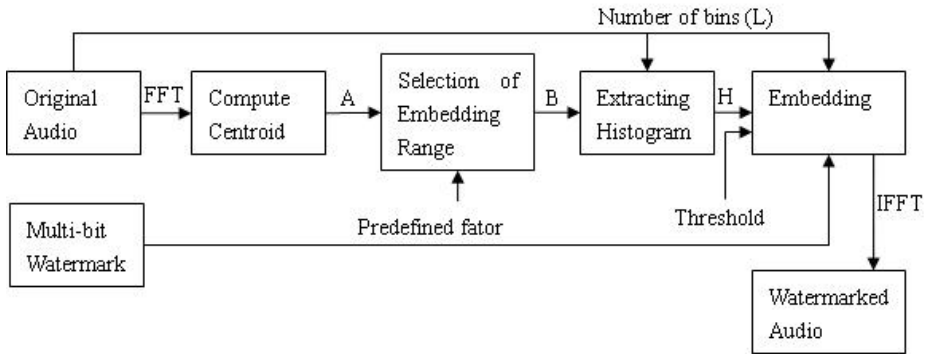 Number of bins (L)
Original
Audio
FFT
Compute
Centroid
A
Selection of
Embedding
Range
B
Extracting
Histogram
H
Embedding
Predefined fator
Threshold
IFFT
Multi-bit
Watermark
Watermarked
Audio